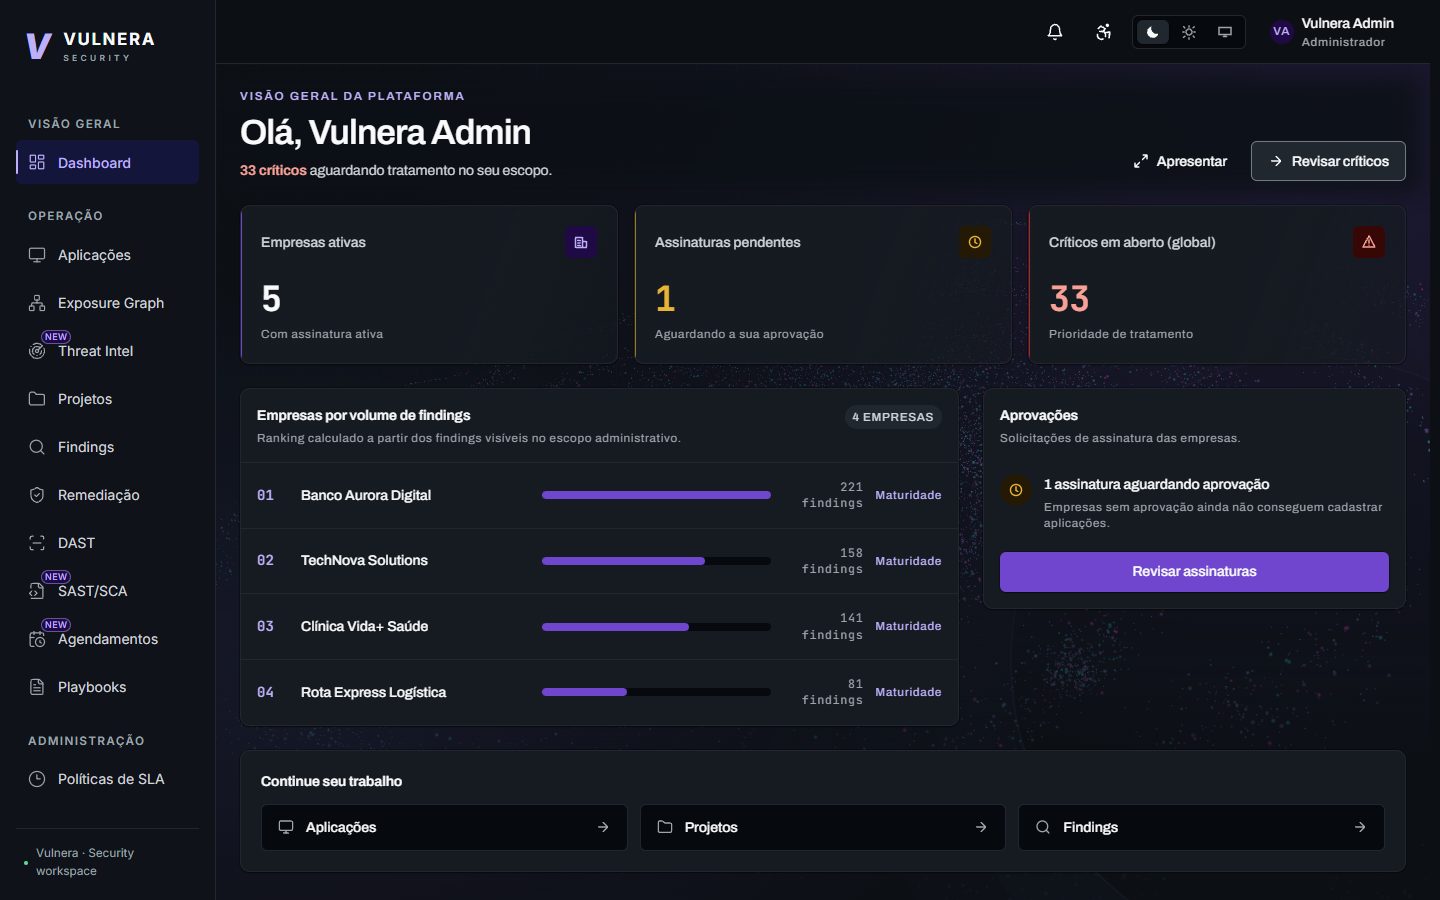 VULNERA
SECURITY
VISÃO GERAL
Dashboard
OPERAÇÃO
Aplicações
Exposure Graph
NEW
Threat Intel
Projetos
Findings
Remediação
DAST
NEW
SAST/SCA
NEW
Agendamentos
Playbooks
ADMINISTRAÇÃO
Políticas de SLA
Vulnera · Security
workspace
VA
Vulnera Admin
Administrador
VISÃO GERAL DA PLATAFORMA
Olá, Vulnera Admin
33 críticos aguardando tratamento no seu escopo.
Apresentar
Revisar críticos
Empresas ativas
5
Com assinatura ativa
Assinaturas pendentes
1
Aguardando a sua aprovação
Críticos em aberto (global)
33
Prioridade de tratamento
Empresas por volume de findings
4 EMPRESAS
Ranking calculado a partir dos findings visíveis no escopo administrativo.
01 Banco Aurora Digital 221 findings Maturidade
02 TechNova Solutions 158 findings Maturidade
03 Clínica Vida+ Saúde 141 findings Maturidade
04 Rota Express Logística 81 findings Maturidade
Aprovações
Solicitações de assinatura das empresas.
1 assinatura aguardando aprovação
Empresas sem aprovação ainda não conseguem cadastrar
aplicações.
Revisar assinaturas
Continue seu trabalho
Aplicações
Projetos
Findings